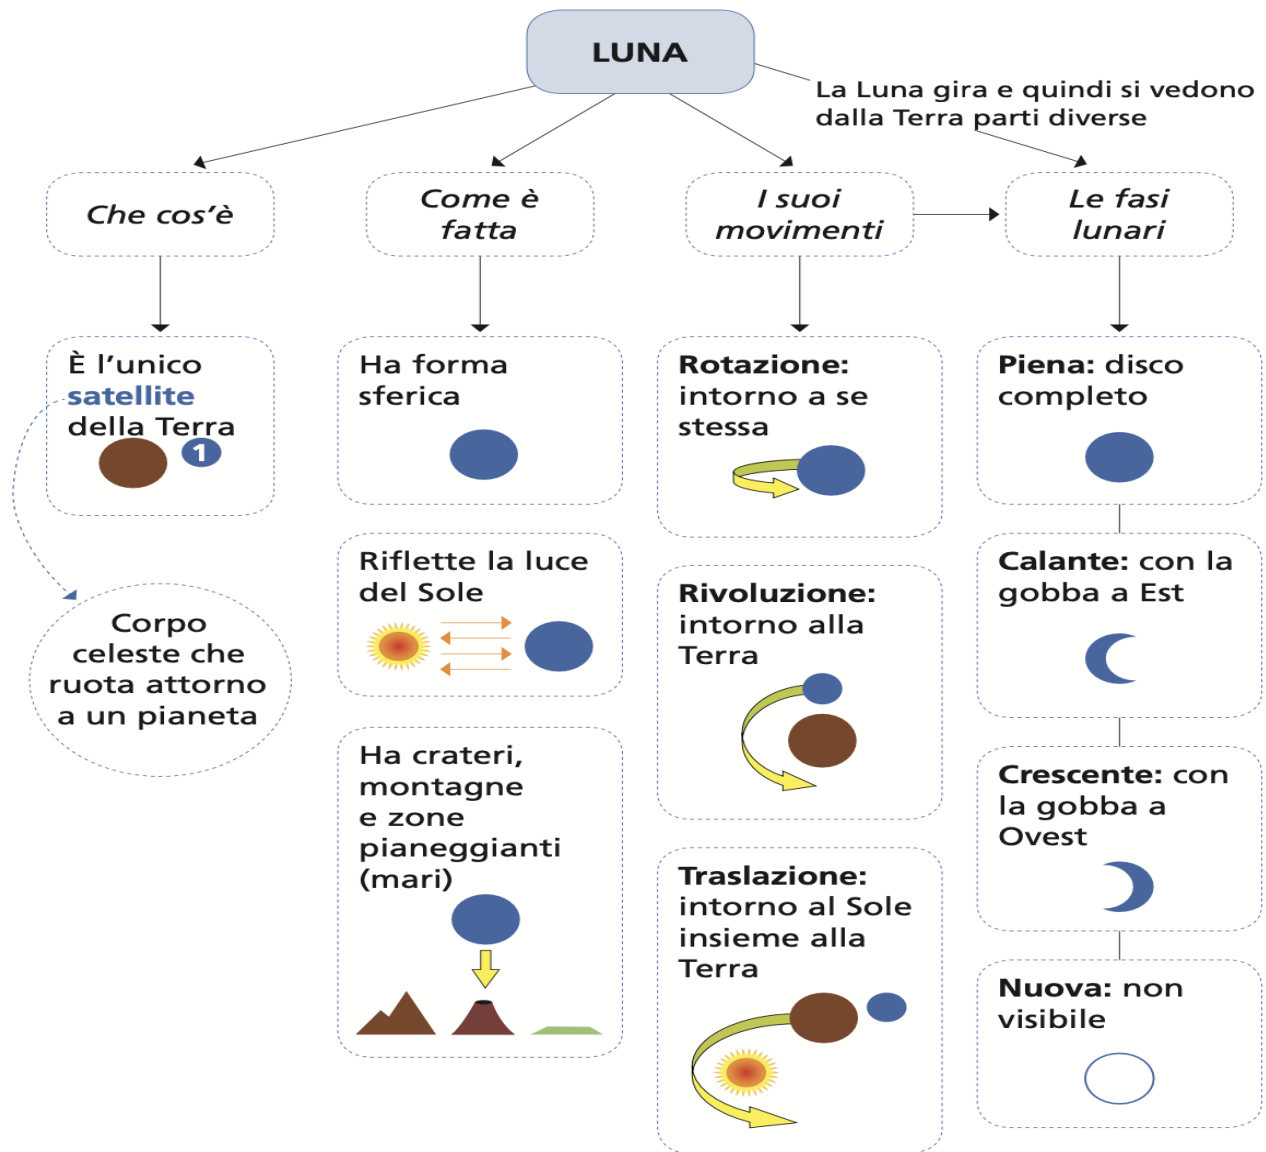 LUNA
La Luna gira e quindi si vedono
dalla Terra parti diverse
Che cos’è
Come è
fatta
I suoi
movimenti
Le fasi
lunari
È l’unico
satellite
della Terra
1
Corpo
celeste che
ruota attorno
a un pianeta
Ha forma
sferica
Riflette la luce
del Sole
Ha crateri,
montagne
e zone
pianeggianti
(mari)
Rotazione:
intorno a se
stessa
Rivoluzione:
intorno alla
Terra
Traslazione:
intorno al Sole
insieme alla
Terra
Piena: disco
completo
Calante: con la
gobba a Est
Crescente: con
la gobba a
Ovest
Nuova: non
visibile